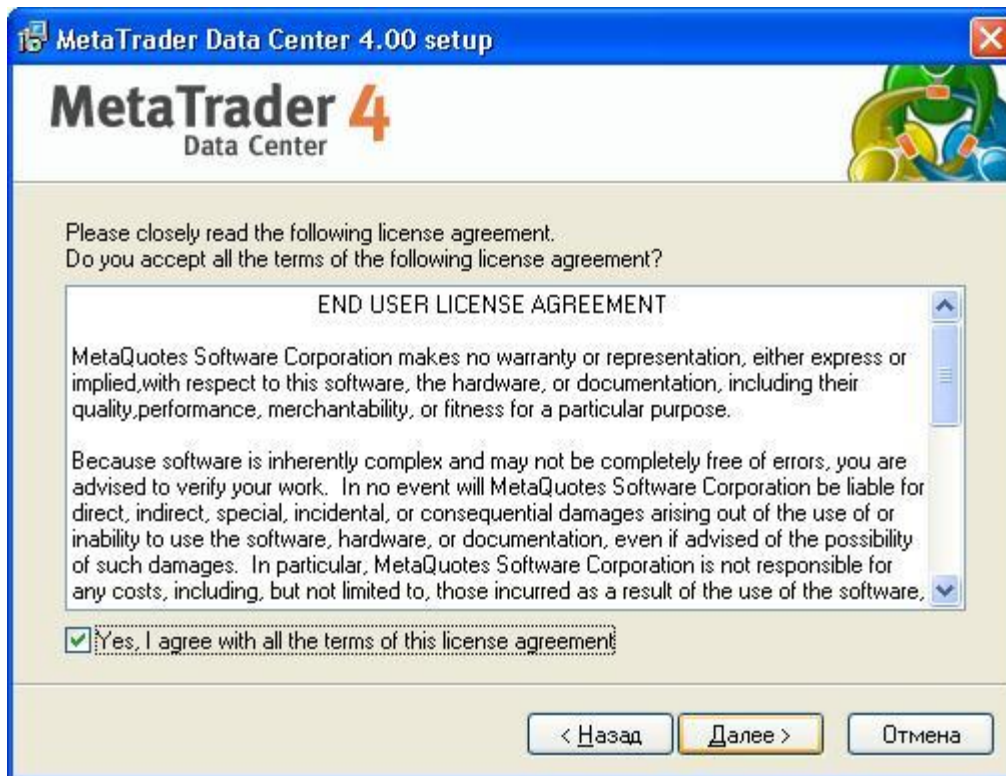 MetaTrader Data Center 4.00 setup
MetaTrader 4
Data Center
Please closely read the following license agreement.
Do you accept all the terms of the following license agreement?
END USER LICENSE AGREEMENT
MetaQuotes Software Corporation makes no warranty or representation, either express or
implied,with respect to this software, the hardware, or documentation, including their
quality,performance, merchantability, or fitness for a particular purpose.
Because software is inherently complex and may not be completely free of errors, you are
advised to verify your work.  In no event will MetaQuotes Software Corporation be liable for
direct, indirect, special, incidental, or consequential damages arising out of the use of or
inability to use the software, hardware, or documentation, even if advised of the possibility
of such damages.  In particular, MetaQuotes Software Corporation is not responsible for
any costs, including, but not limited to, those incurred as a result of the use of the software,
Yes, I agree with all the terms of this license agreement
< Назад
Далее >
Отмена